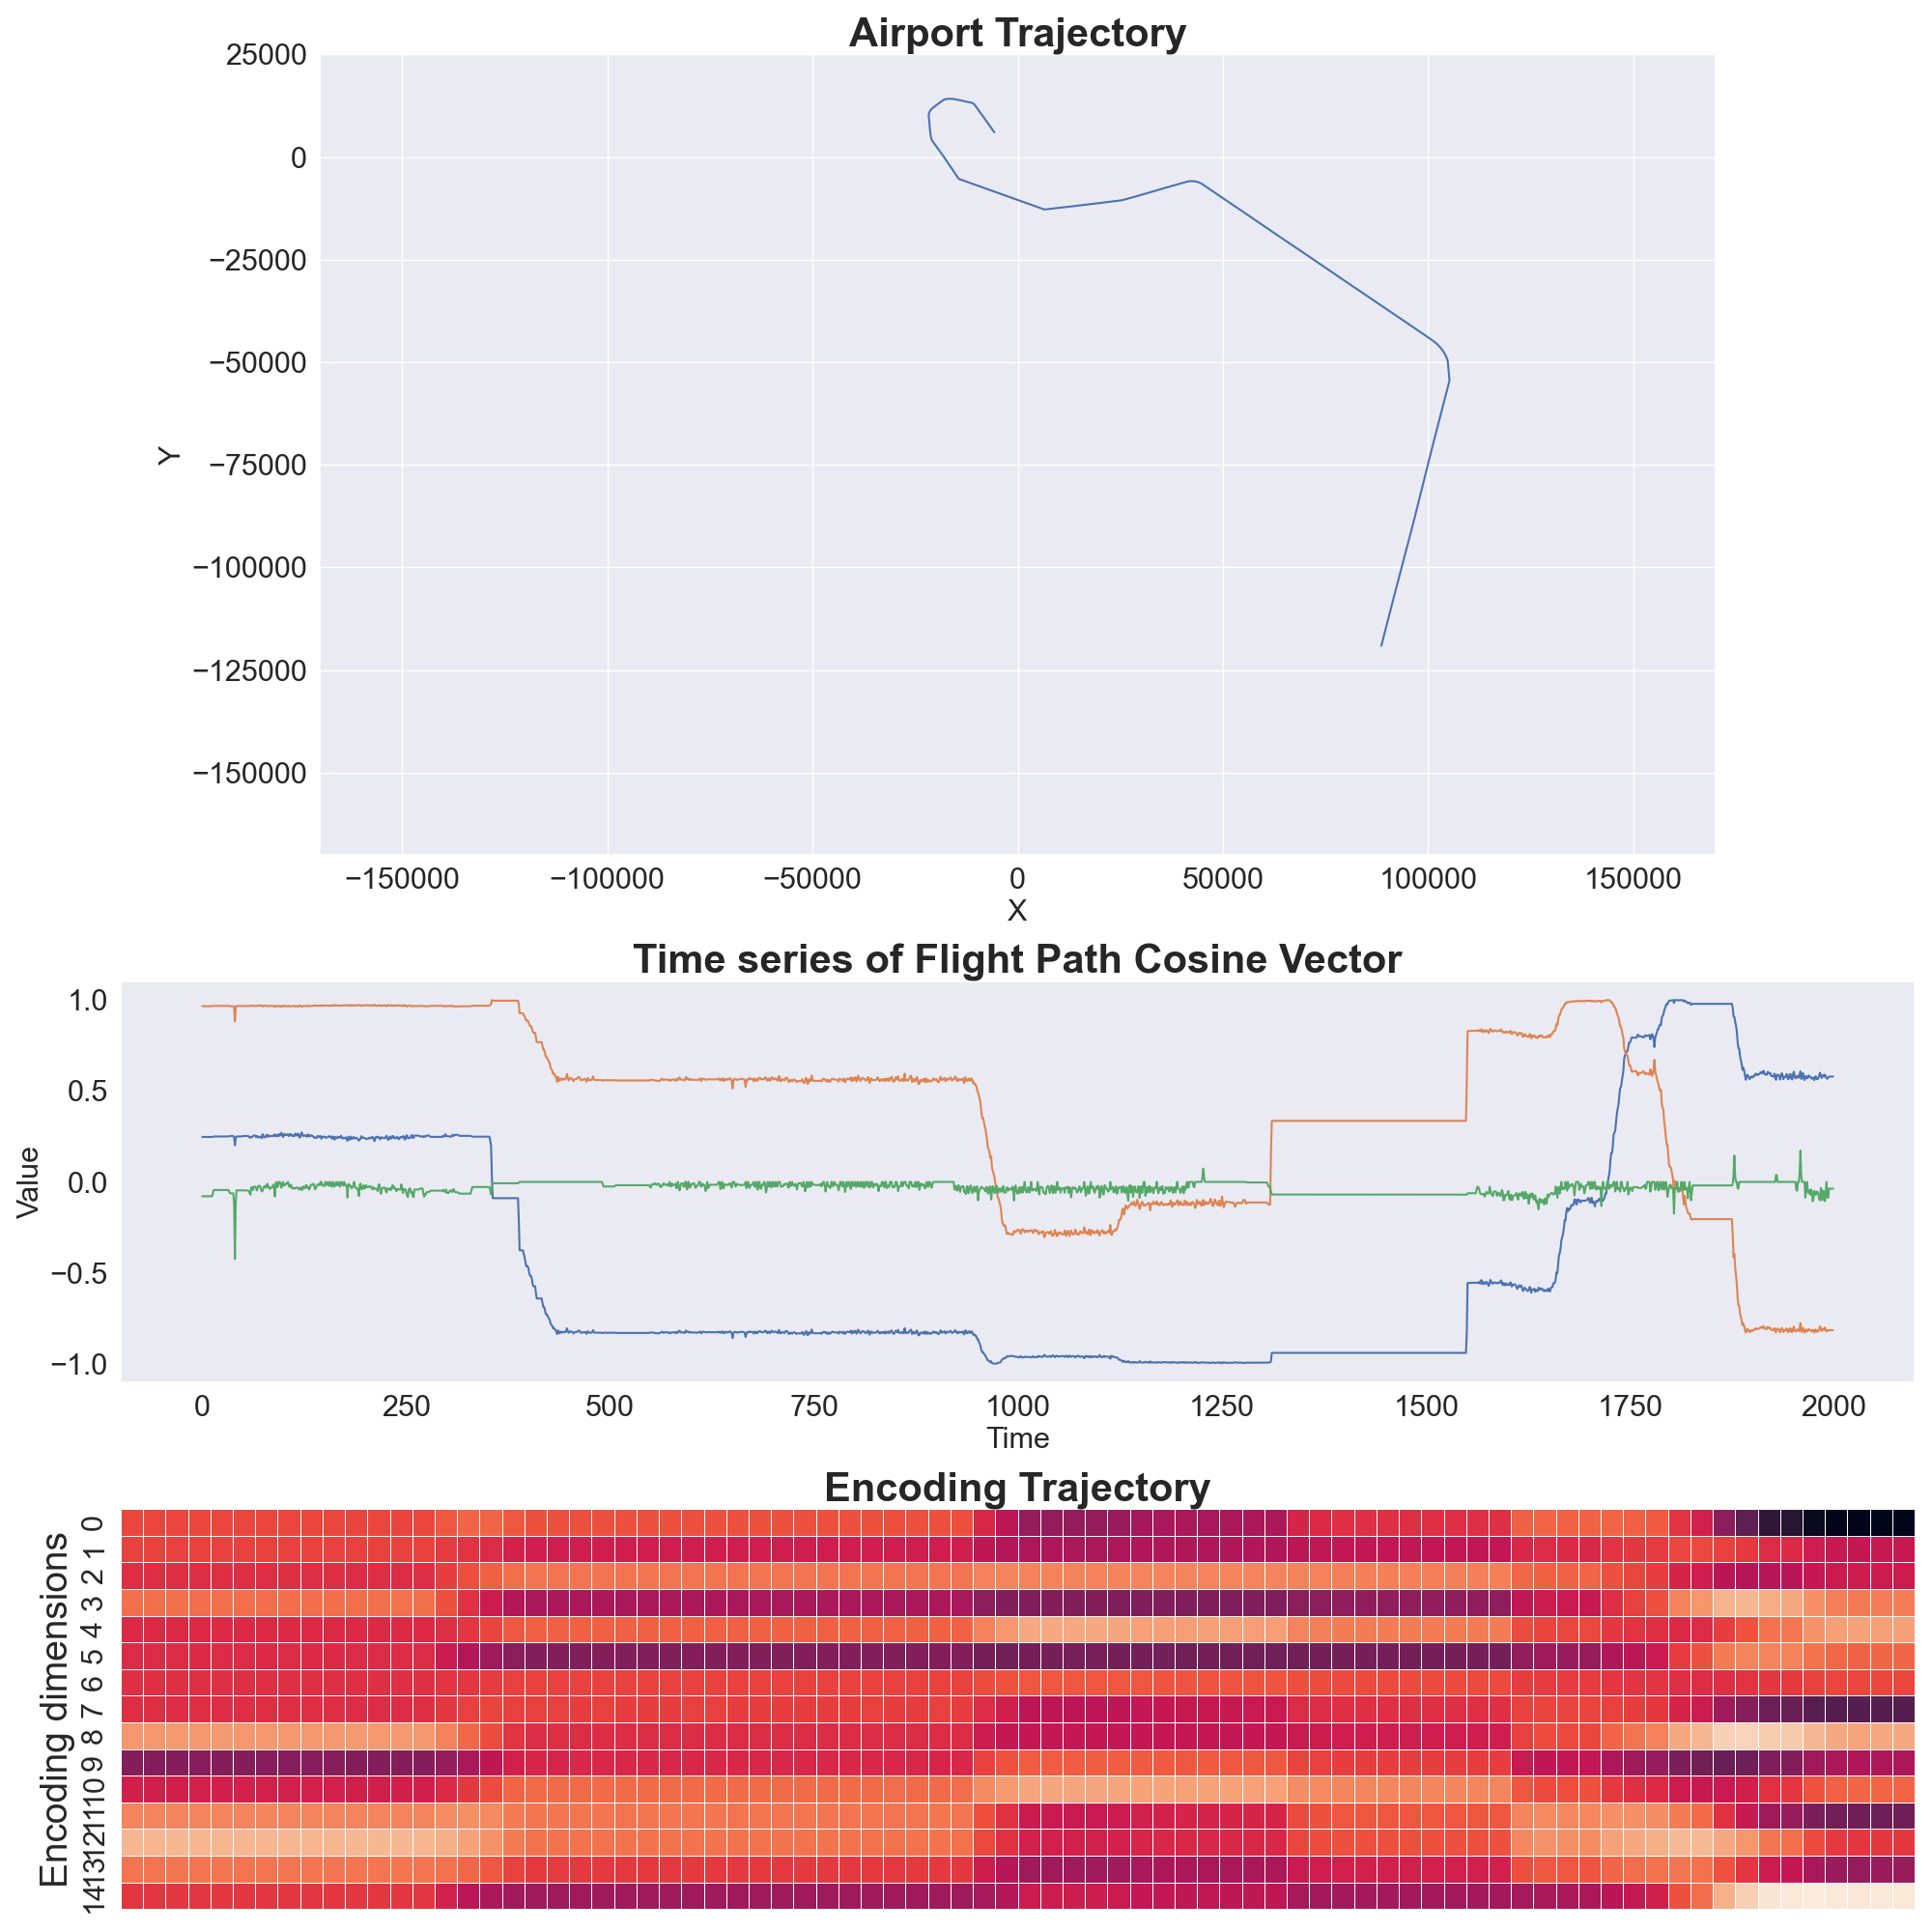 Airport Trajectory
25000
0
−25000
−50000
−75000
−100000
−125000
−150000
Y
−150000 −100000 −50000 0 50000 100000 150000
X
Time series of Flight Path Cosine Vector
1.0
0.5
0.0
−0.5
−1.0
Value
0 250 500 750 1000 1250 1500 1750 2000
Time
Encoding Trajectory
Encoding dimensions
0
1
2
3
4
5
6
7
8
9
10
11
12
13
14